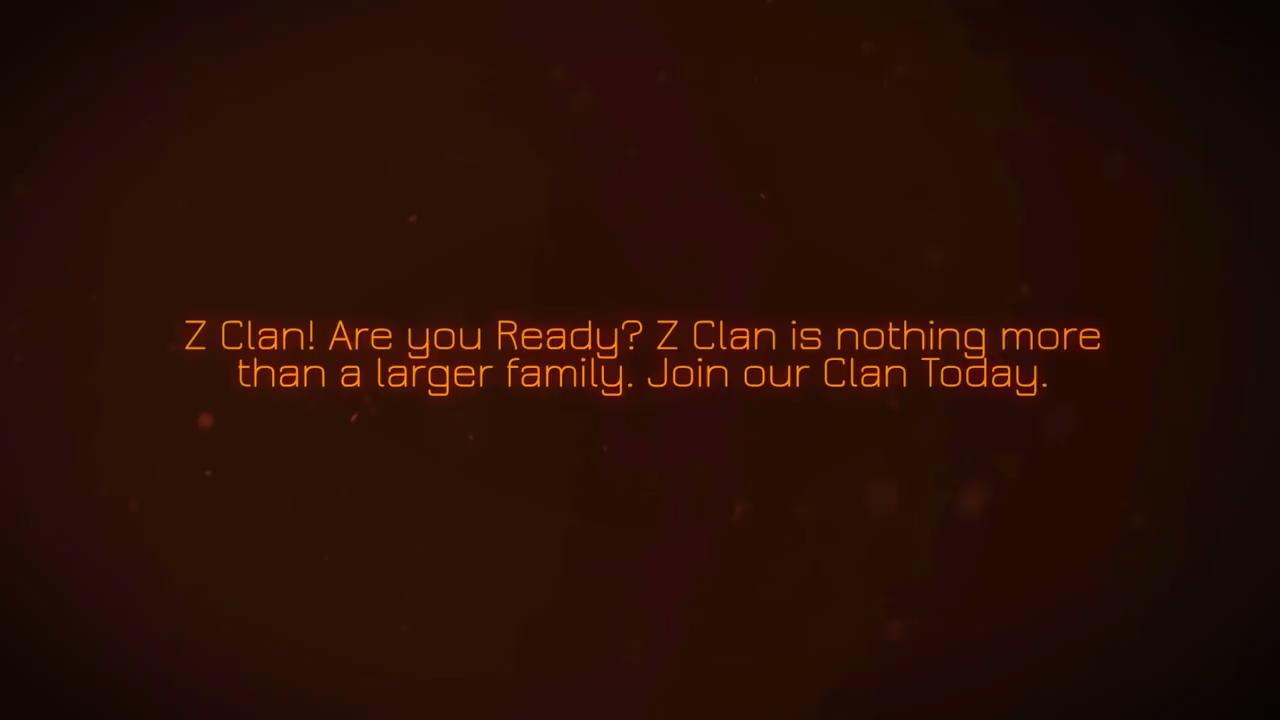 Z Clan! Are you Ready? Z Clan is nothing more
than a larger family. Join our Clan Today.